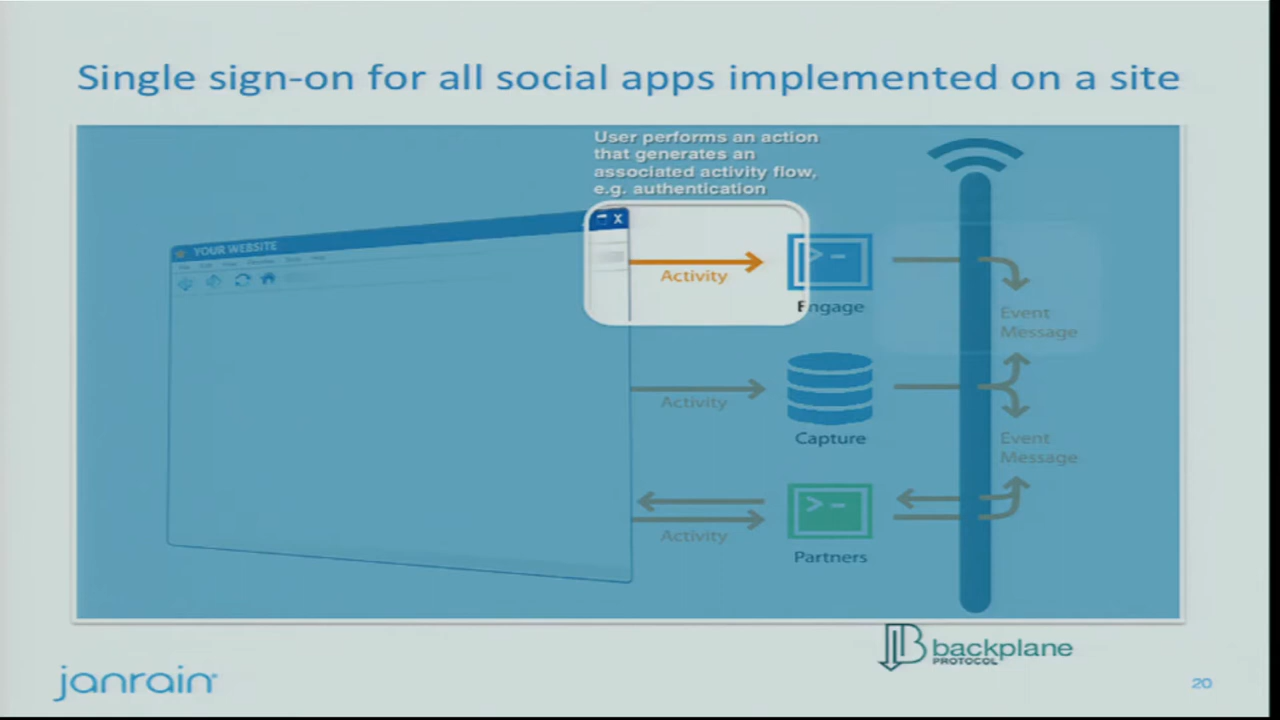 Single sign-on for all social apps implemented on a site
User performs an action
that generates an
associated activity flow,
e.g. authentication
X
YOUR WEBSITE
Activity
Engage
Event
Message
Activity
Capture
Event
Message
Activity
Partners
backplane
PROTOCOL
janrain
20